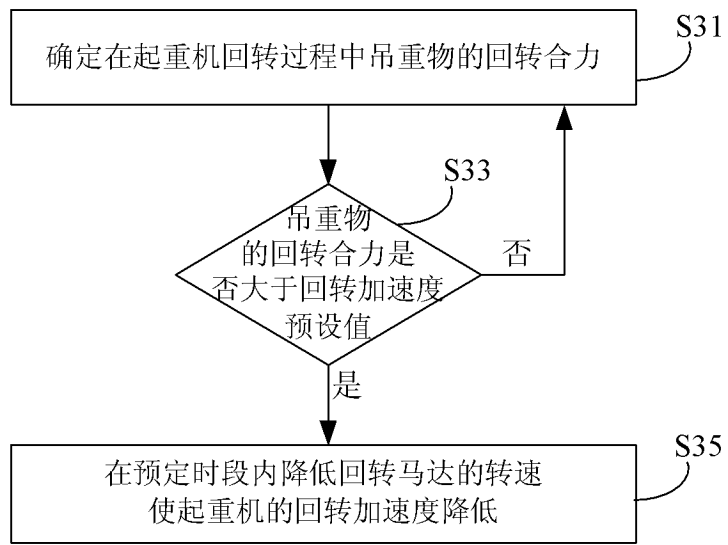 S31
确定在起重机回转过程中吊重物的回转合力
S33
吊重物
的回转合力是
否大于回转加速度
预设值
否
是
S35
在预定时段内降低回转马达的转速
使起重机的回转加速度降低